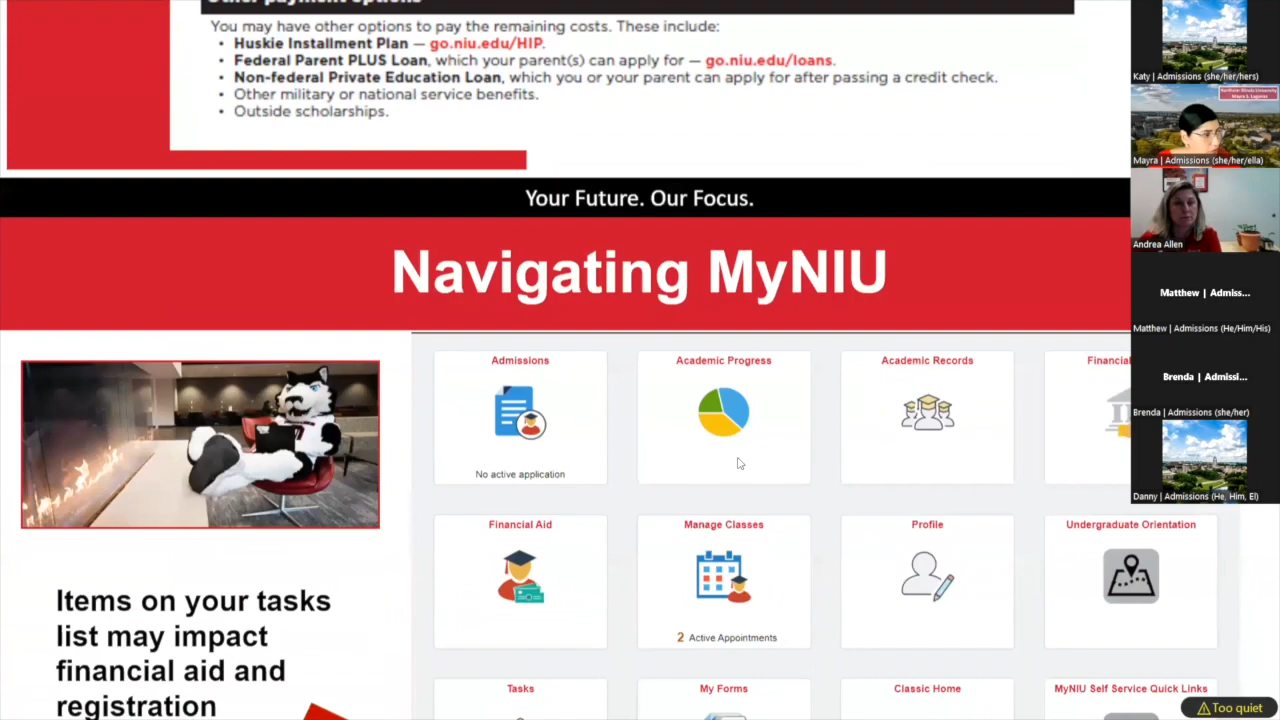 Other payment options
You may have other options to pay the remaining costs. These include:
• Huskie Installment Plan — go.niu.edu/HIP.
• Federal Parent PLUS Loan, which your parent(s) can apply for — go.niu.edu/loans.
• Non-federal Private Education Loan, which you or your parent can apply for after passing a credit check.
• Other military or national service benefits.
• Outside scholarships.
Your Future. Our Focus.
Navigating MyNIU
Admissions
Academic Progress
Academic Records
Financial
No active application
Financial Aid
Manage Classes
Profile
Undergraduate Orientation
2 Active Appointments
Tasks
My Forms
Classic Home
MyNIU Self Service Quick Links
Items on your tasks
list may impact
financial aid and
registration
Katy | Admissions (she/her/hers)
Northern Illinois University
Mayra | Admissions (she/her/ella)
Andrea Allen
Matthew | Admiss...
Matthew | Admissions (He/Him/His)
Brenda | Admissi...
Brenda | Admissions (she/her)
Danny | Admissions (He, Him, El)
Too quiet